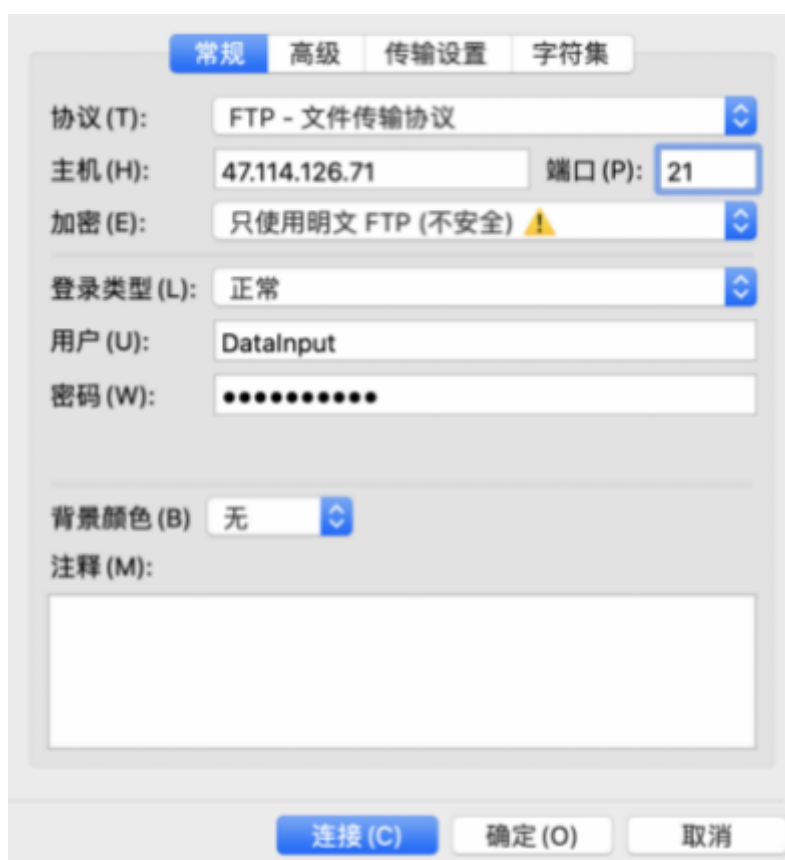 常规 高级 传输设置 字符集
协议(T): FTP - 文件传输协议
主机(H): 47.114.126.71 端口(P): 21
加密(E): 只使用明文 FTP (不安全) ⚠️
登录类型(L): 正常
用户(U): DataInput
密码(W): ●●●●●●●●●●
背景颜色(B) 无
注释(M):
连接(C) 确定(O) 取消